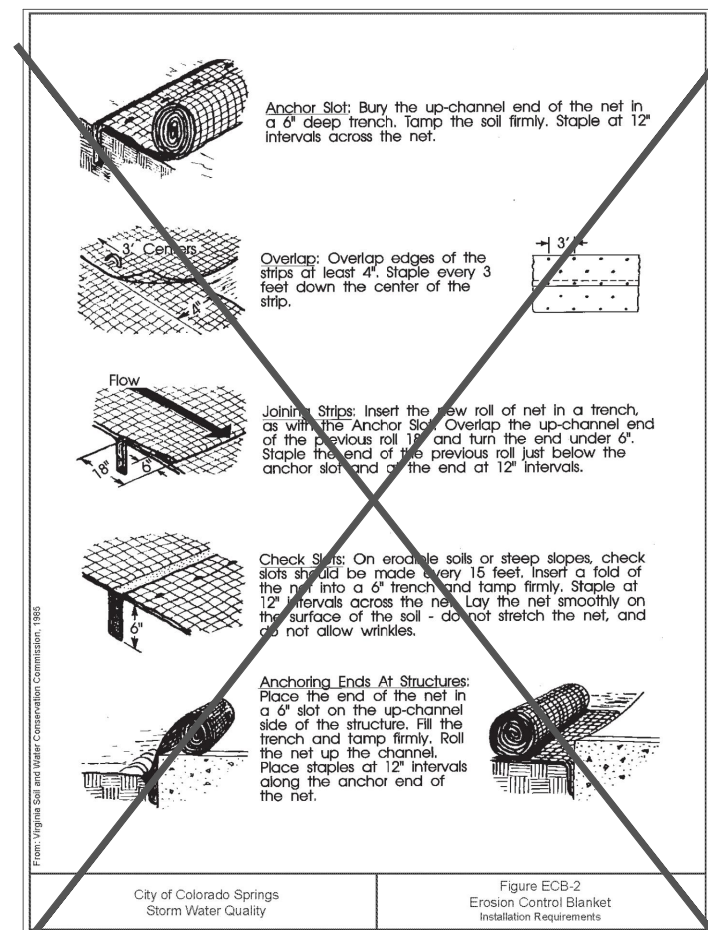 Anchor Slot: Bury the up-channel end of the net in
a 6" deep trench. Tamp the soil firmly. Staple at 12"
intervals across the net.
3' Centers
4"
Overlap: Overlap edges of the
strips at least 4". Staple every 3
feet down the center of the
strip.
3'
Flow
18"
6"
Joining Strips: Insert the new roll of net in a trench,
as with the Anchor Slot. Overlap the up-channel end
of the previous roll 18" and turn the end under 6".
Staple the end of the previous roll just below the
anchor slot and at the end at 12" intervals.
6"
Check Slots: On erodible soils or steep slopes, check
slots should be made every 15 feet. Insert a fold of
the net into a 6" trench and tamp firmly. Staple at
12" intervals across the net. Lay the net smoothly on
the surface of the soil - do not stretch the net, and
do not allow wrinkles.
Anchoring Ends At Structures:
Place the end of the net in
a 6" slot on the up-channel
side of the structure. Fill the
trench and tamp firmly. Roll
the net up the channel.
Place staples at 12" intervals
along the anchor end of
the net.
From: Virginia Soil and Water Conservation Commission, 1985
City of Colorado Springs
Storm Water Quality
Figure ECB-2
Erosion Control Blanket
Installation Requirements